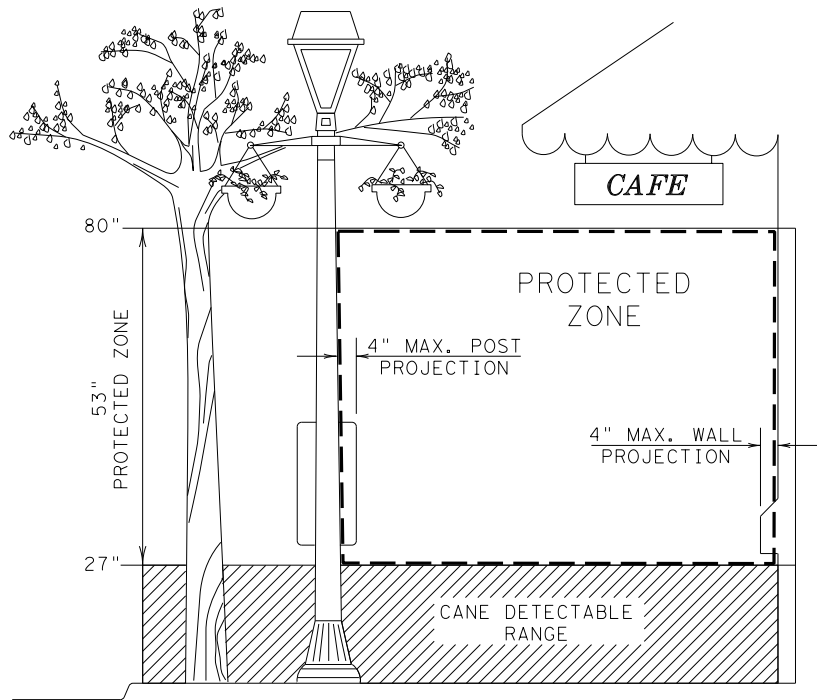 CAFE
80"
PROTECTED
ZONE
4" MAX. POST
PROJECTION
53"
PROTECTED ZONE
4" MAX. WALL
PROJECTION
27"
CANE DETECTABLE
RANGE